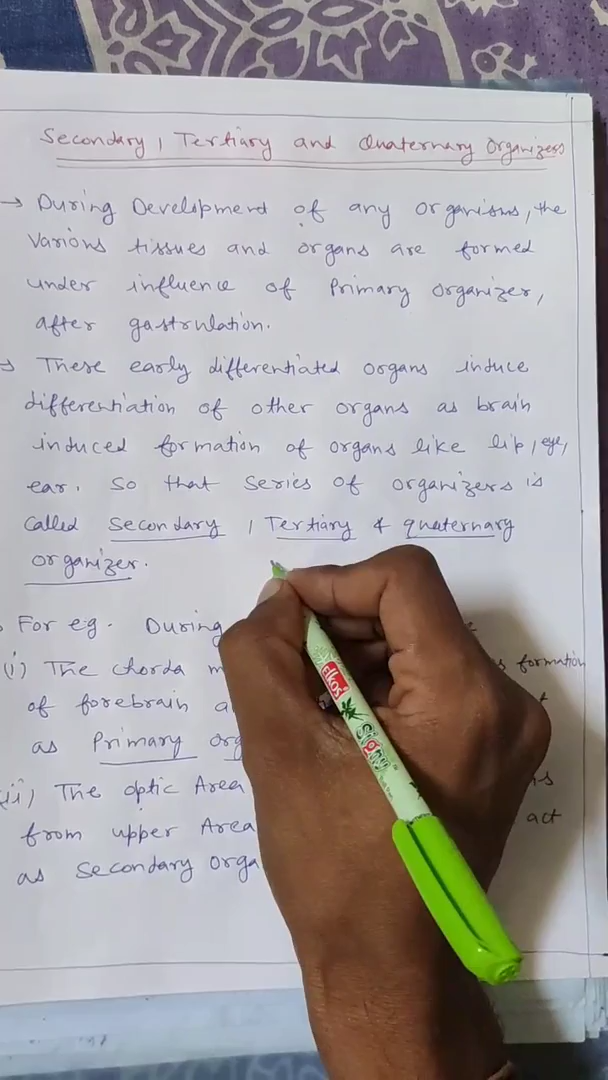 Secondary, Tertiary and Quaternary Organizers
→ During Development of any organisms, the
various tissues and organs are formed
under influence of Primary Organizer,
after gastrulation.
→ These early differentiated organs induce
differentiation of other organs as brain
induced formation of organs like lip, eye,
ear. So that series of organizers is
called Secondary, Tertiary & quaternary
organizer.
For eg. During
(i) The chorda formation
of forebrain
as Primary
(ii) The optic Area
from upper Area act
as secondary
Elkos